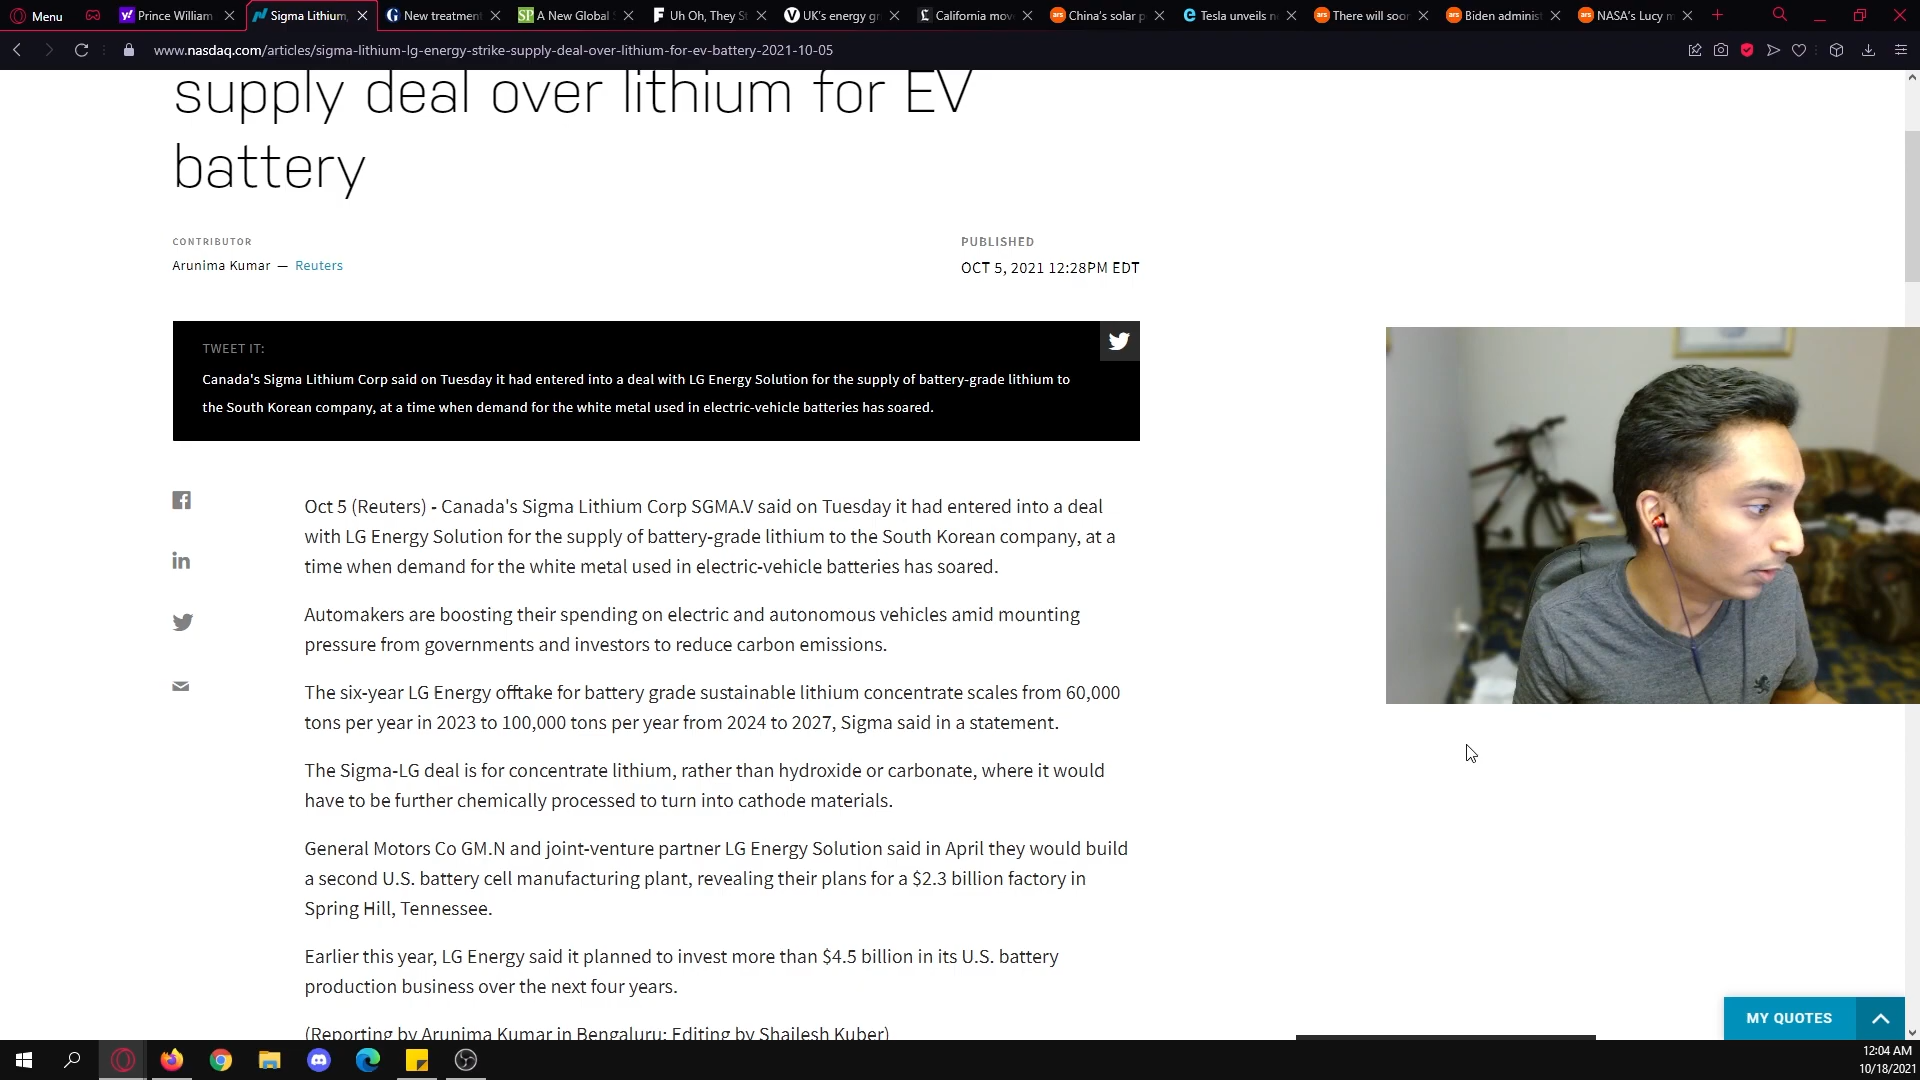 Menu
Prince William
Sigma Lithium,
New treatment
A New Global
Uh Oh, They S
UK's energy g
California mov
China's solar p
Tesla unveils n
There will soo
Biden administ
NASA's Lucy m
www.nasdaq.com/articles/sigma-lithium-lg-energy-strike-supply-deal-over-lithium-for-ev-battery-2021-10-05
supply deal over lithium for EV
battery
CONTRIBUTOR
Arunima Kumar — Reuters
PUBLISHED
OCT 5, 2021 12:28PM EDT
TWEET IT:
Canada's Sigma Lithium Corp said on Tuesday it had entered into a deal with LG Energy Solution for the supply of battery-grade lithium to
the South Korean company, at a time when demand for the white metal used in electric-vehicle batteries has soared.
Oct 5 (Reuters) - Canada's Sigma Lithium Corp SGMA.V said on Tuesday it had entered into a deal
with LG Energy Solution for the supply of battery-grade lithium to the South Korean company, at a
time when demand for the white metal used in electric-vehicle batteries has soared.
Automakers are boosting their spending on electric and autonomous vehicles amid mounting
pressure from governments and investors to reduce carbon emissions.
The six-year LG Energy offtake for battery grade sustainable lithium concentrate scales from 60,000
tons per year in 2023 to 100,000 tons per year from 2024 to 2027, Sigma said in a statement.
The Sigma-LG deal is for concentrate lithium, rather than hydroxide or carbonate, where it would
have to be further chemically processed to turn into cathode materials.
General Motors Co GM.N and joint-venture partner LG Energy Solution said in April they would build
a second U.S. battery cell manufacturing plant, revealing their plans for a $2.3 billion factory in
Spring Hill, Tennessee.
Earlier this year, LG Energy said it planned to invest more than $4.5 billion in its U.S. battery
production business over the next four years.
(Reporting by Arunima Kumar in Bengaluru; Editing by Shailesh Kuber)
MY QUOTES
12:04 AM
10/18/2021